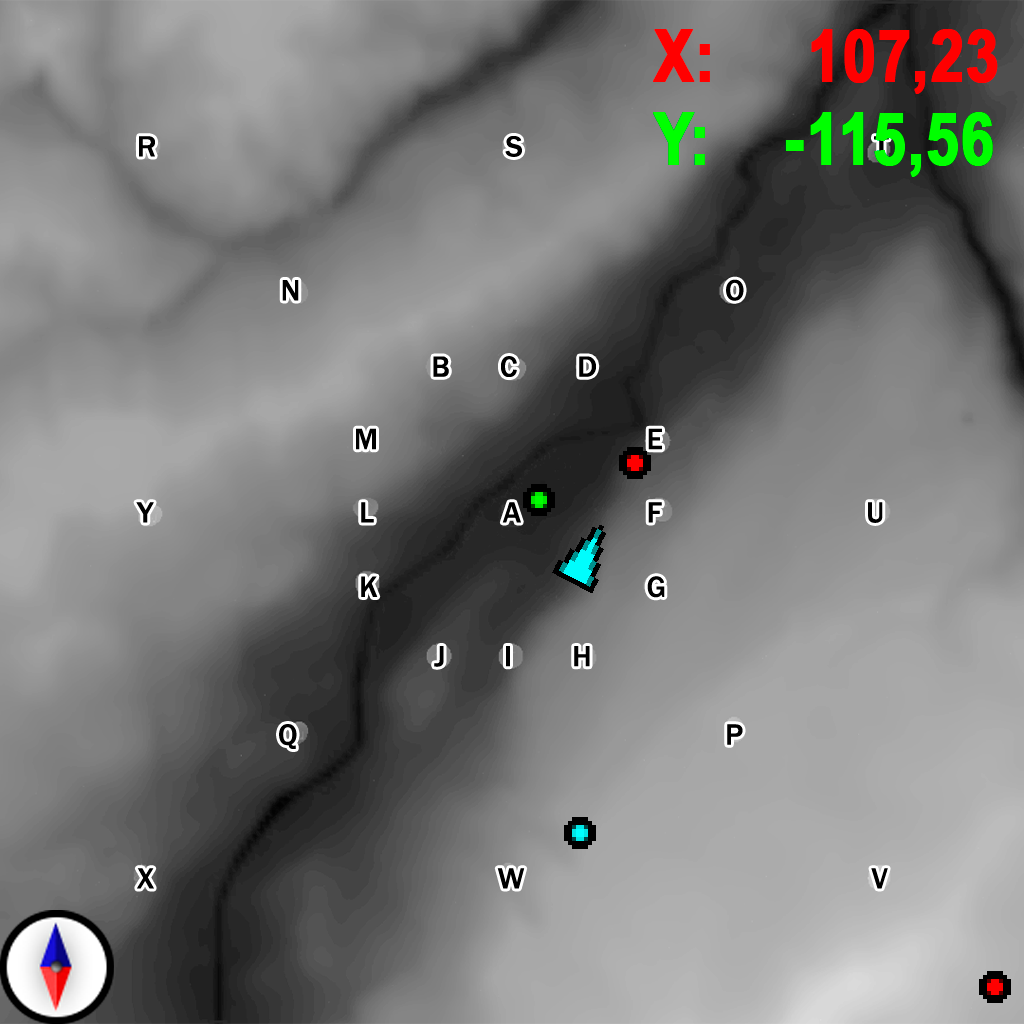 X: 107,23
Y: -115,56
R S T
N O
B C D
M E
Y L A F U
K G
J I H
Q P
X W V